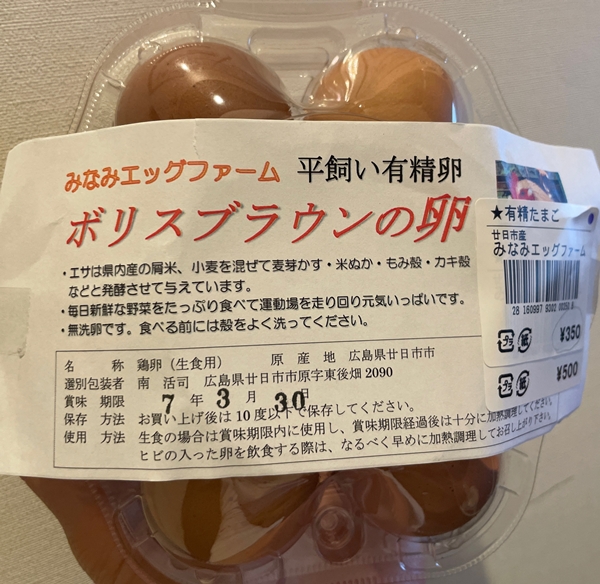 みなみエッグファーム 平飼い有精卵
ボリスブラウンの卵
・エサは県内産の屑米、小麦を混ぜて麦芽かす・米ぬか・もみ殻・カキ殻
などと発酵させて与えています。
・毎日新鮮な野菜をたっぷり食べて運動場を走り回り元気いっぱいです。
・無洗卵です。食べる前には殻をよく洗ってください。
名 称 鶏卵（生食用） 原 産 地 広島県廿日市市
選別包装者 南 活司 広島県廿日市市原字東後畑 2090
賞味 期限 7 年 3 月 30 日
保存 方法 お買い上げ後は 10 度以下で保存してください。
使用 方法 生食の場合は賞味期限内に使用し、賞味期限経過後は十分に加熱調理してください。
ヒビの入った卵を飲食する際は、なるべく早めに加熱調理してお召し上がり下さい。
★有精たまご
廿日市産
みなみエッグファーム
プラ 紙 ¥350
プラ 紙 ¥500